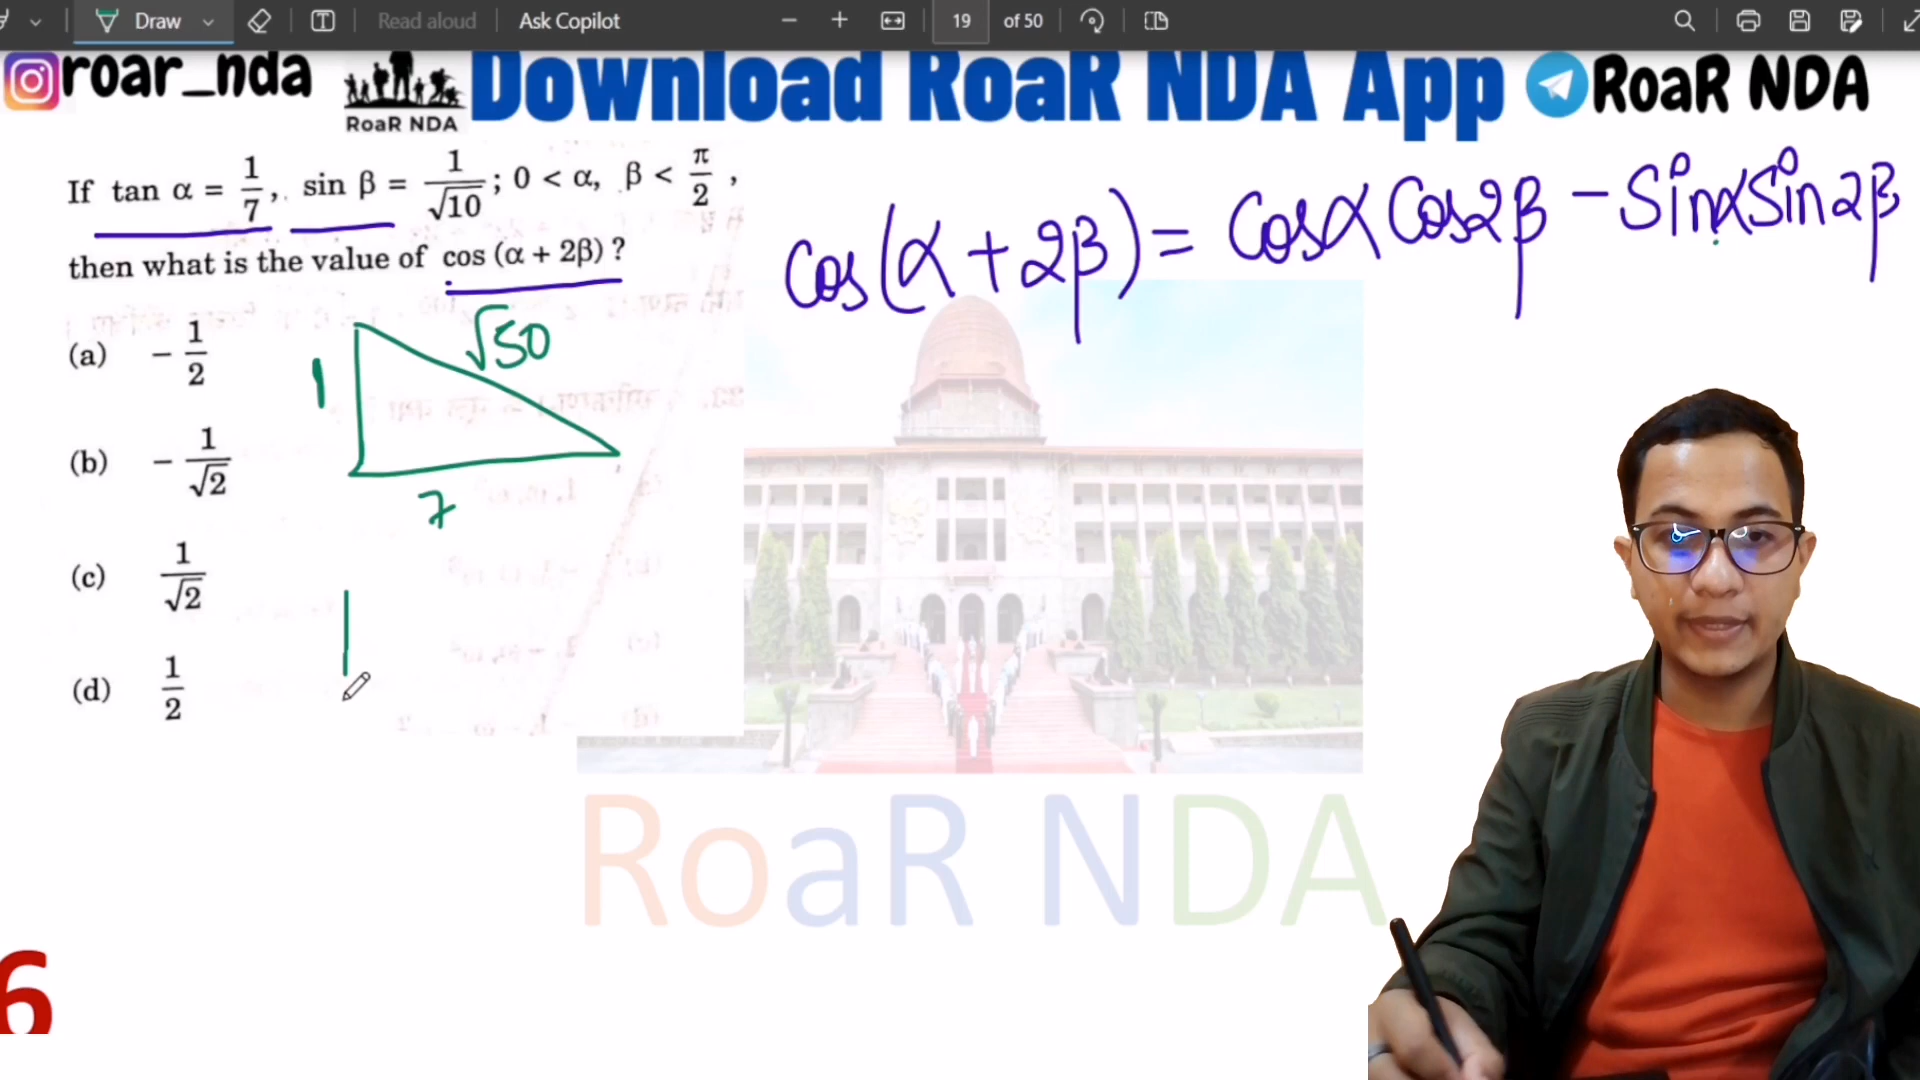 Draw
Read aloud
Ask Copilot
19 of 50
roar_nda
RoaR NDA
Download RoaR NDA App
RoaR NDA
If tan α = 1/7, sin β = 1/√10; 0 < α, β < π/2,
then what is the value of cos (α + 2β) ?
(a) − 1/2
(b) − 1/√2
(c) 1/√2
(d) 1/2
cos(α + 2β) = Cosα Cos2β − Sinα Sin2β
1
√50
7
RoaR NDA
6